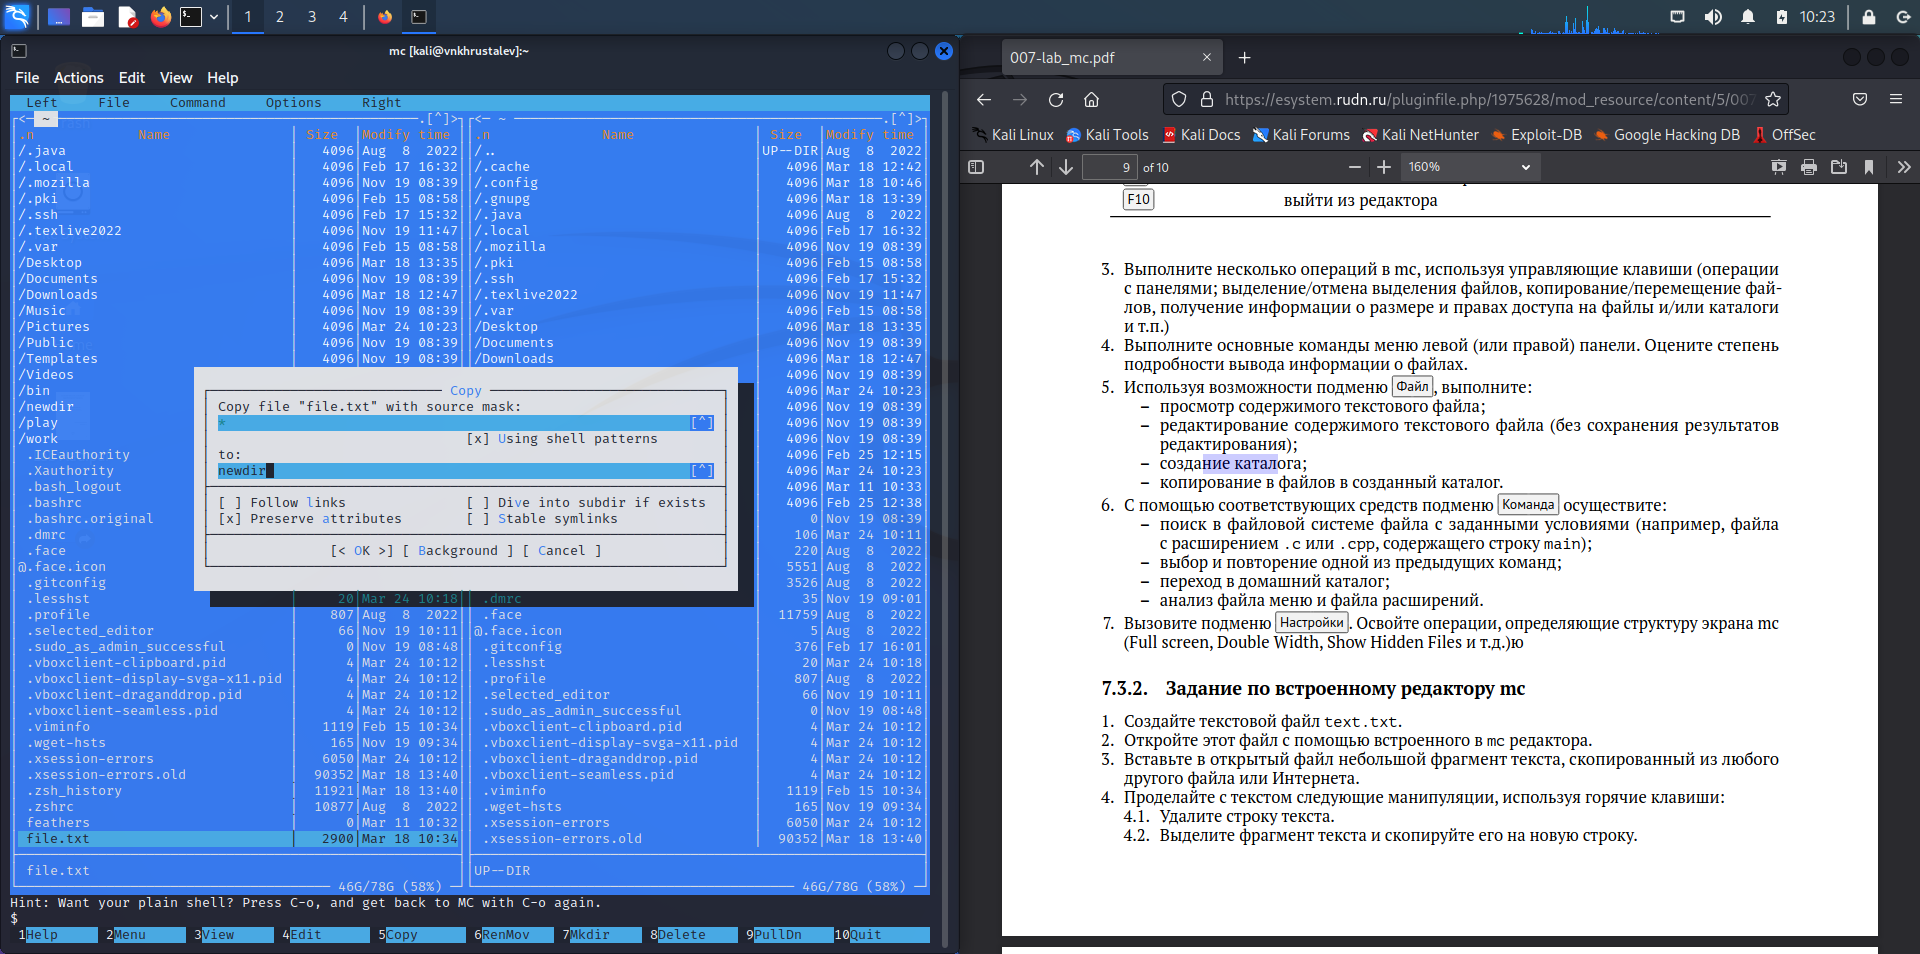 1 2 3 4 10:23
mc [kali@vnkhrustalev]:~
File Actions Edit View Help
Left File Command Options Right
~ .[^]> <─ ~ .[^]>
.n Name Size Modify time .n Name Size Modify time
/.java 4096 Aug 8 2022 /.. UP--DIR Aug 8 2022
/.local 4096 Feb 17 16:32 /.cache 4096 Mar 18 12:42
/.mozilla 4096 Nov 19 08:39 /.config 4096 Mar 18 10:46
/.pki 4096 Feb 15 08:58 /.gnupg 4096 Mar 18 13:39
/.ssh 4096 Feb 17 15:32 /.java 4096 Aug 8 2022
/.texlive2022 4096 Nov 19 11:47 /.local 4096 Feb 17 16:32
/.var 4096 Feb 15 08:58 /.mozilla 4096 Nov 19 08:39
/Desktop 4096 Mar 18 13:35 /.pki 4096 Feb 15 08:58
/Documents 4096 Nov 19 08:39 /.ssh 4096 Feb 17 15:32
/Downloads 4096 Mar 18 12:47 /.texlive2022 4096 Nov 19 11:47
/Music 4096 Nov 19 08:39 /.var 4096 Feb 15 08:58
/Pictures 4096 Mar 24 10:23 /Desktop 4096 Mar 18 13:35
/Public 4096 Nov 19 08:39 /Documents 4096 Nov 19 08:39
/Templates 4096 Nov 19 08:39 /Downloads 4096 Mar 18 12:47
/Videos 4096 Nov 19 08:39
/bin 4096 Mar 24 10:23
/newdir 4096 Nov 19 08:39
/play 4096 Nov 19 08:39
/work 4096 Nov 19 08:39
.ICEauthority 4096 Feb 25 12:15
.Xauthority 4096 Mar 24 10:23
.bash_logout 4096 Mar 11 10:33
.bashrc 4096 Feb 25 12:38
.bashrc.original 0 Nov 19 08:39
.dmrc 106 Mar 24 10:11
.face 220 Aug 8 2022
@.face.icon 5551 Aug 8 2022
.gitconfig 3526 Aug 8 2022
Copy
Copy file "file.txt" with source mask:
* [^]
[x] Using shell patterns
to:
newdir [^]
[ ] Follow links [ ] Dive into subdir if exists
[x] Preserve attributes [ ] Stable symlinks
[< OK >] [ Background ] [ Cancel ]
.lesshst 20 Mar 24 10:18 .dmrc 35 Nov 19 09:01
.profile 807 Aug 8 2022 .face 11759 Aug 8 2022
.selected_editor 66 Nov 19 10:11 @.face.icon 5 Aug 8 2022
.sudo_as_admin_successful 0 Nov 19 08:48 .gitconfig 376 Feb 17 16:01
.vboxclient-clipboard.pid 4 Mar 24 10:12 .lesshst 20 Mar 24 10:18
.vboxclient-display-svga-x11.pid 4 Mar 24 10:12 .profile 807 Aug 8 2022
.vboxclient-draganddrop.pid 4 Mar 24 10:12 .selected_editor 66 Nov 19 10:11
.vboxclient-seamless.pid 4 Mar 24 10:12 .sudo_as_admin_successful 0 Nov 19 08:48
.viminfo 1119 Feb 15 10:34 .vboxclient-clipboard.pid 4 Mar 24 10:12
.wget-hsts 165 Nov 19 09:34 .vboxclient-display-svga-x11.pid 4 Mar 24 10:12
.xsession-errors 6050 Mar 24 10:12 .vboxclient-draganddrop.pid 4 Mar 24 10:12
.xsession-errors.old 90352 Mar 18 13:40 .vboxclient-seamless.pid 4 Mar 24 10:12
.zsh_history 11921 Mar 18 13:40 .viminfo 1119 Feb 15 10:34
.zshrc 10877 Aug 8 2022 .wget-hsts 165 Nov 19 09:34
feathers 0 Mar 11 10:32 .xsession-errors 6050 Mar 24 10:12
file.txt 2900 Mar 18 10:34 .xsession-errors.old 90352 Mar 18 13:40
file.txt UP--DIR
46G/78G (58%) 46G/78G (58%)
Hint: Want your plain shell? Press C-o, and get back to MC with C-o again.
$
1Help 2Menu 3View 4Edit 5Copy 6RenMov 7Mkdir 8Delete 9PullDn 10Quit
007-lab_mc.pdf
https://esystem.rudn.ru/pluginfile.php/1975628/mod_resource/content/5/007
Kali Linux Kali Tools Kali Docs Kali Forums Kali NetHunter Exploit-DB Google Hacking DB OffSec
9 of 10 160%
F10 выйти из редактора
3. Выполните несколько операций в mc, используя управляющие клавиши (операции
с панелями; выделение/отмена выделения файлов, копирование/перемещение фай-
лов, получение информации о размере и правах доступа на файлы и/или каталоги
и т.п.)
4. Выполните основные команды меню левой (или правой) панели. Оцените степень
подробности вывода информации о файлах.
5. Используя возможности подменю Файл, выполните:
– просмотр содержимого текстового файла;
– редактирование содержимого текстового файла (без сохранения результатов
редактирования);
– создание каталога;
– копирование в файлов в созданный каталог.
6. С помощью соответствующих средств подменю Команда осуществите:
– поиск в файловой системе файла с заданными условиями (например, файла
с расширением .c или .cpp, содержащего строку main);
– выбор и повторение одной из предыдущих команд;
– переход в домашний каталог;
– анализ файла меню и файла расширений.
7. Вызовите подменю Настройки. Освойте операции, определяющие структуру экрана mc
(Full screen, Double Width, Show Hidden Files и т.д.)ю
7.3.2. Задание по встроенному редактору mc
1. Создайте текстовой файл text.txt.
2. Откройте этот файл с помощью встроенного в mc редактора.
3. Вставьте в открытый файл небольшой фрагмент текста, скопированный из любого
другого файла или Интернета.
4. Проделайте с текстом следующие манипуляции, используя горячие клавиши:
4.1. Удалите строку текста.
4.2. Выделите фрагмент текста и скопируйте его на новую строку.